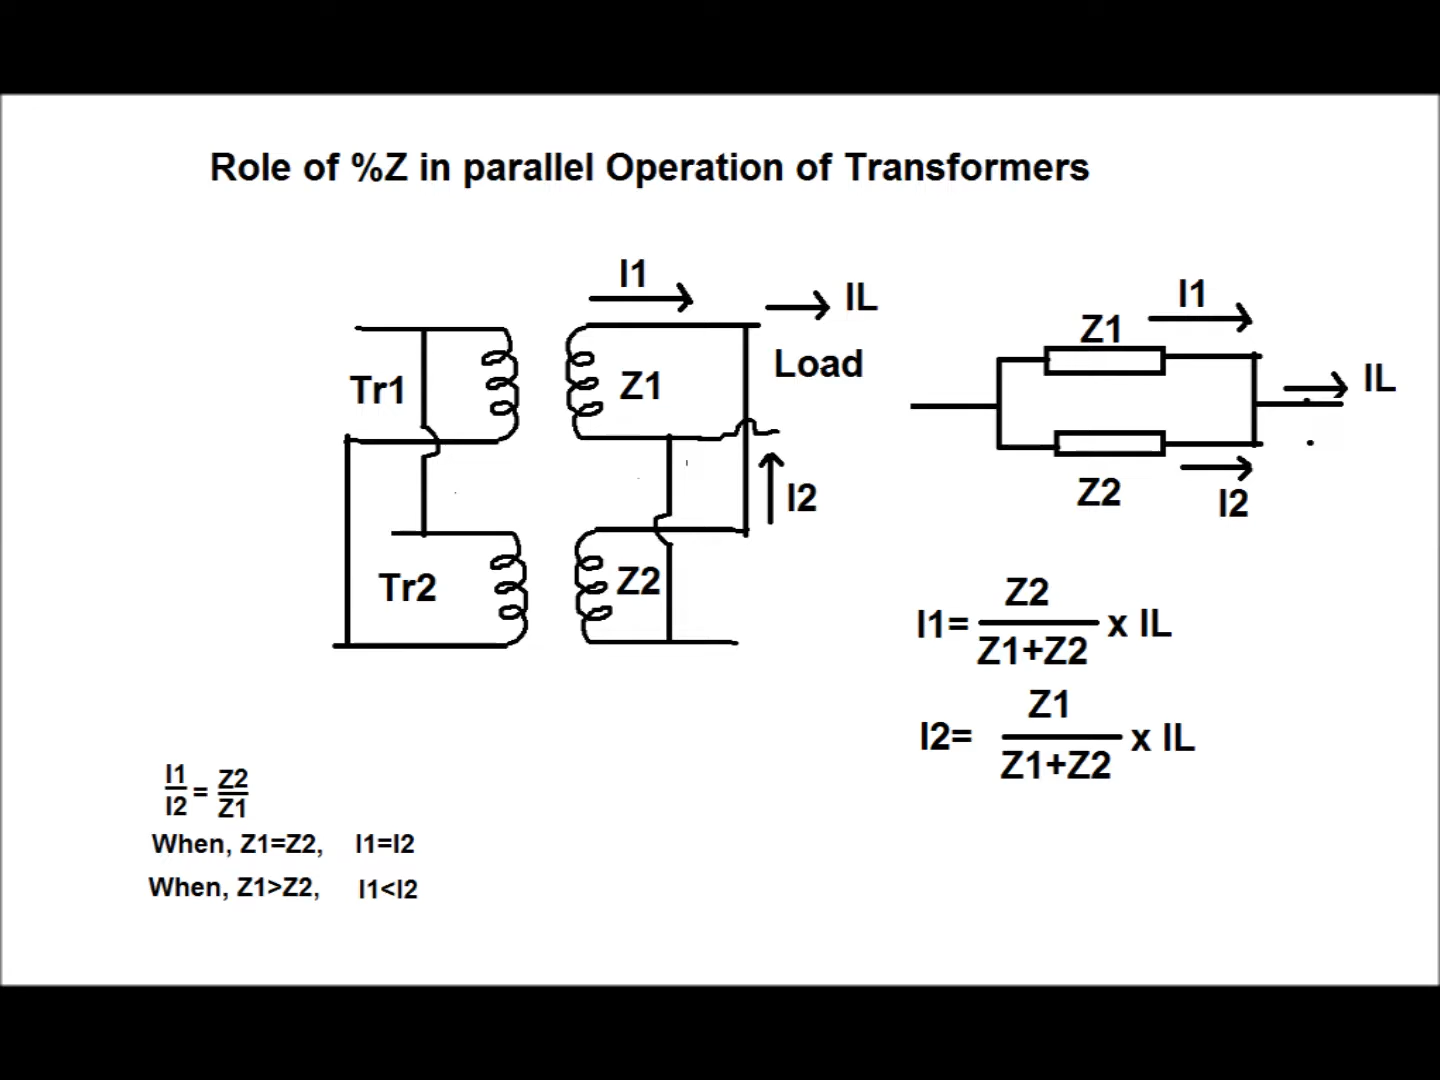 Role of %Z in parallel Operation of Transformers
I1
IL
Tr1
Z1
Load
I2
Tr2
Z2
Z1
I1
IL
Z2
I2
I1= Z2
Z1+Z2 x IL
I2= Z1
Z1+Z2 x IL
I1
I2 = Z2
Z1
When, Z1=Z2, I1=I2
When, Z1>Z2, I1<I2